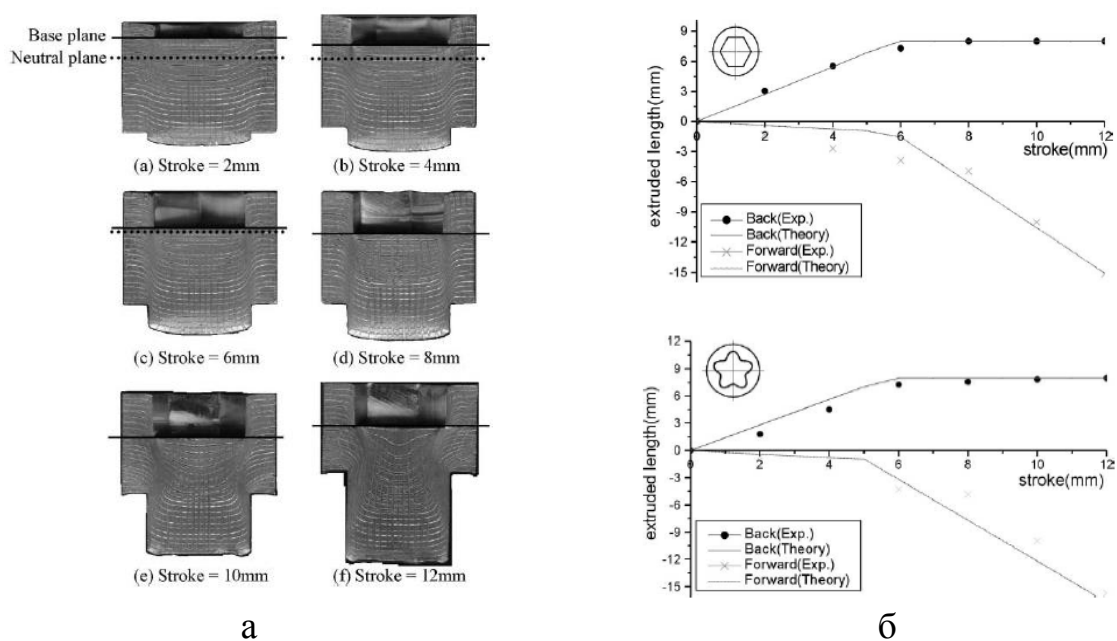 Base plane
Neutral plane
(a) Stroke = 2mm
(b) Stroke = 4mm
(c) Stroke = 6mm
(d) Stroke = 8mm
(e) Stroke = 10mm
(f) Stroke = 12mm
а
extruded length(mm)
9
6
3
0
-3
-6
-9
-12
-15
0 2 4 6 8 10 12
stroke(mm)
Back(Exp.)
Back(Theory)
Forward(Exp.)
Forward(Theory)
extruded length(mm)
12
9
6
3
0
-3
-6
-9
-12
-15
0 2 4 6 8 10 12
stroke(mm)
Back(Exp.)
Back(Theory)
Forward(Exp.)
Forward(Theory)
б